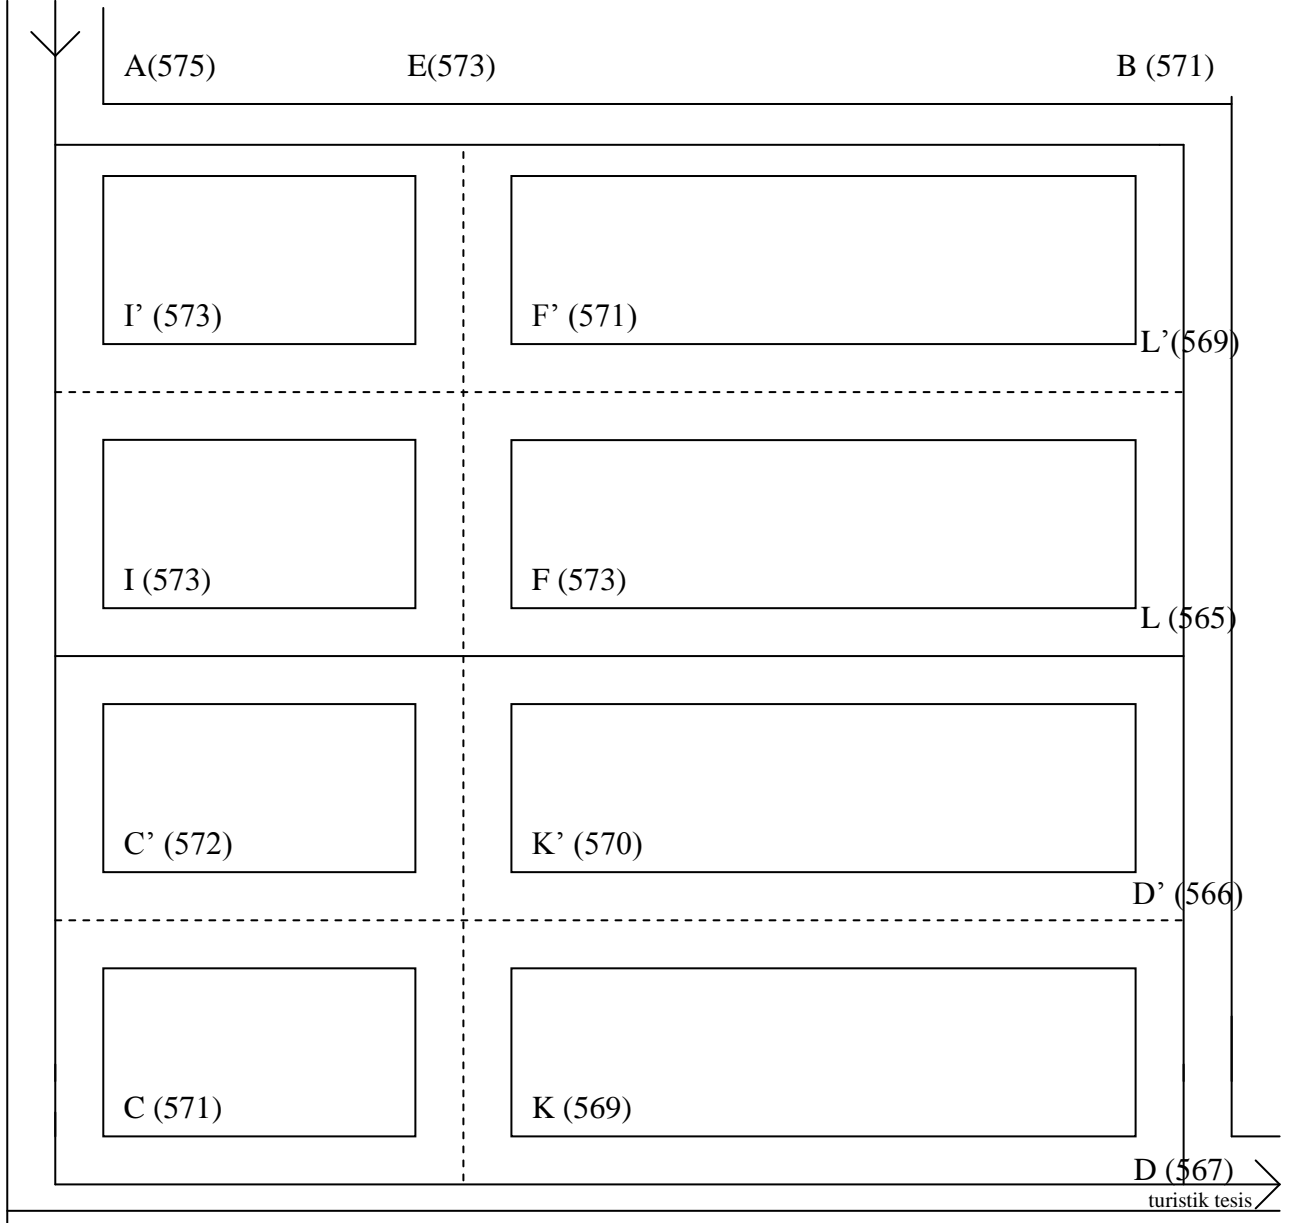 A(575) E(573) B (571)
I’ (573) F’ (571)
L’(569)
I (573) F (573)
L (565)
C’ (572) K’ (570)
D’ (566)
C (571) K (569)
D (567)
turistik tesis